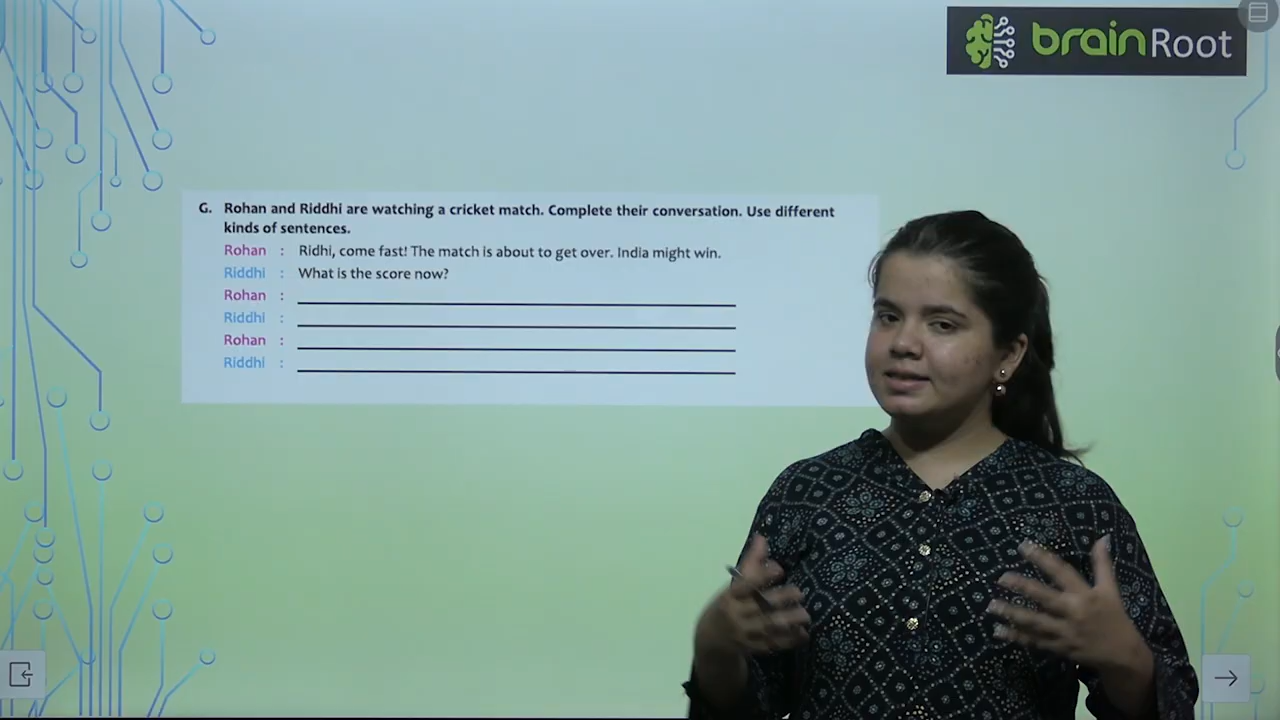 brainRoot
G. Rohan and Riddhi are watching a cricket match. Complete their conversation. Use different
kinds of sentences.
Rohan : Ridhi, come fast! The match is about to get over. India might win.
Riddhi : What is the score now?
Rohan :
Riddhi :
Rohan :
Riddhi :